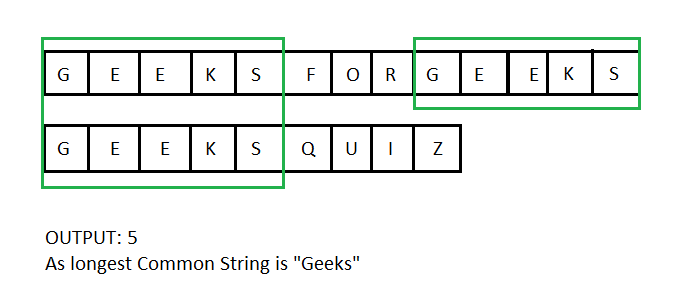 G E E K S F O R G E E K S
G E E K S Q U I Z
OUTPUT: 5
As longest Common String is "Geeks"